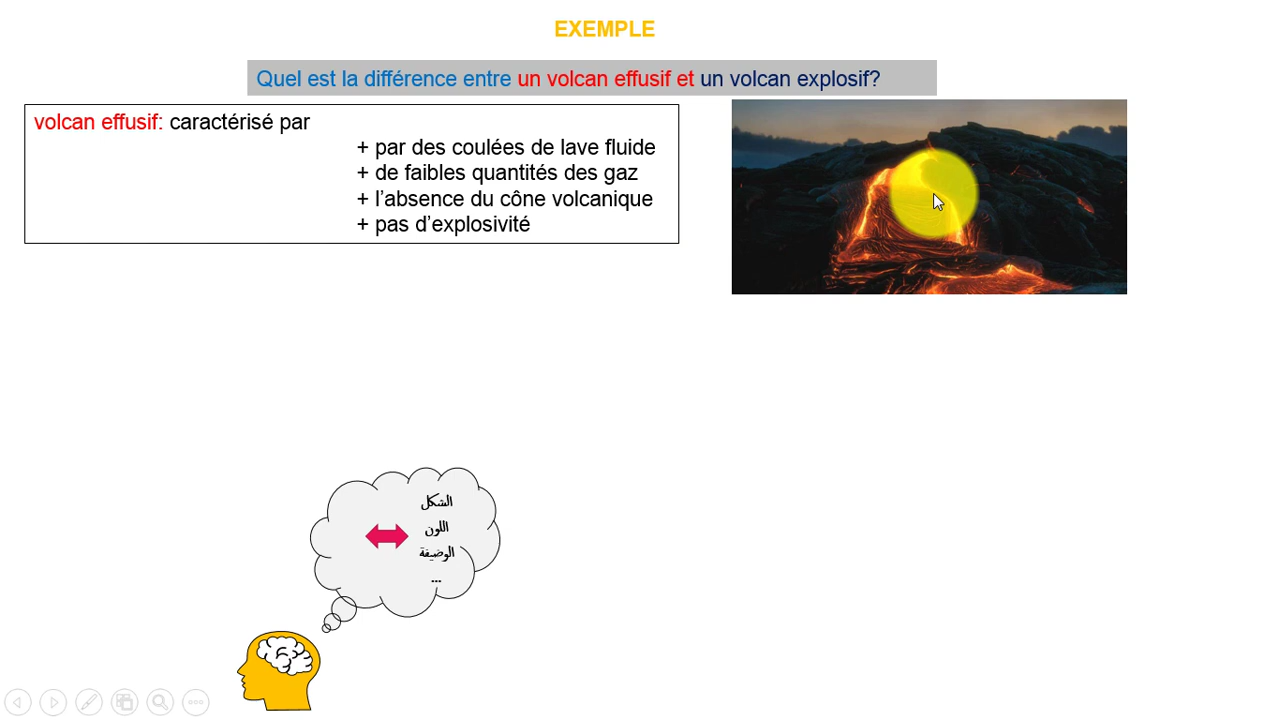 EXEMPLE
Quel est la différence entre un volcan effusif et un volcan explosif?
volcan effusif: caractérisé par
+ par des coulées de lave fluide
+ de faibles quantités des gaz
+ l’absence du cône volcanique
+ pas d’explosivité
الشكل
اللون
الوضيفة
...